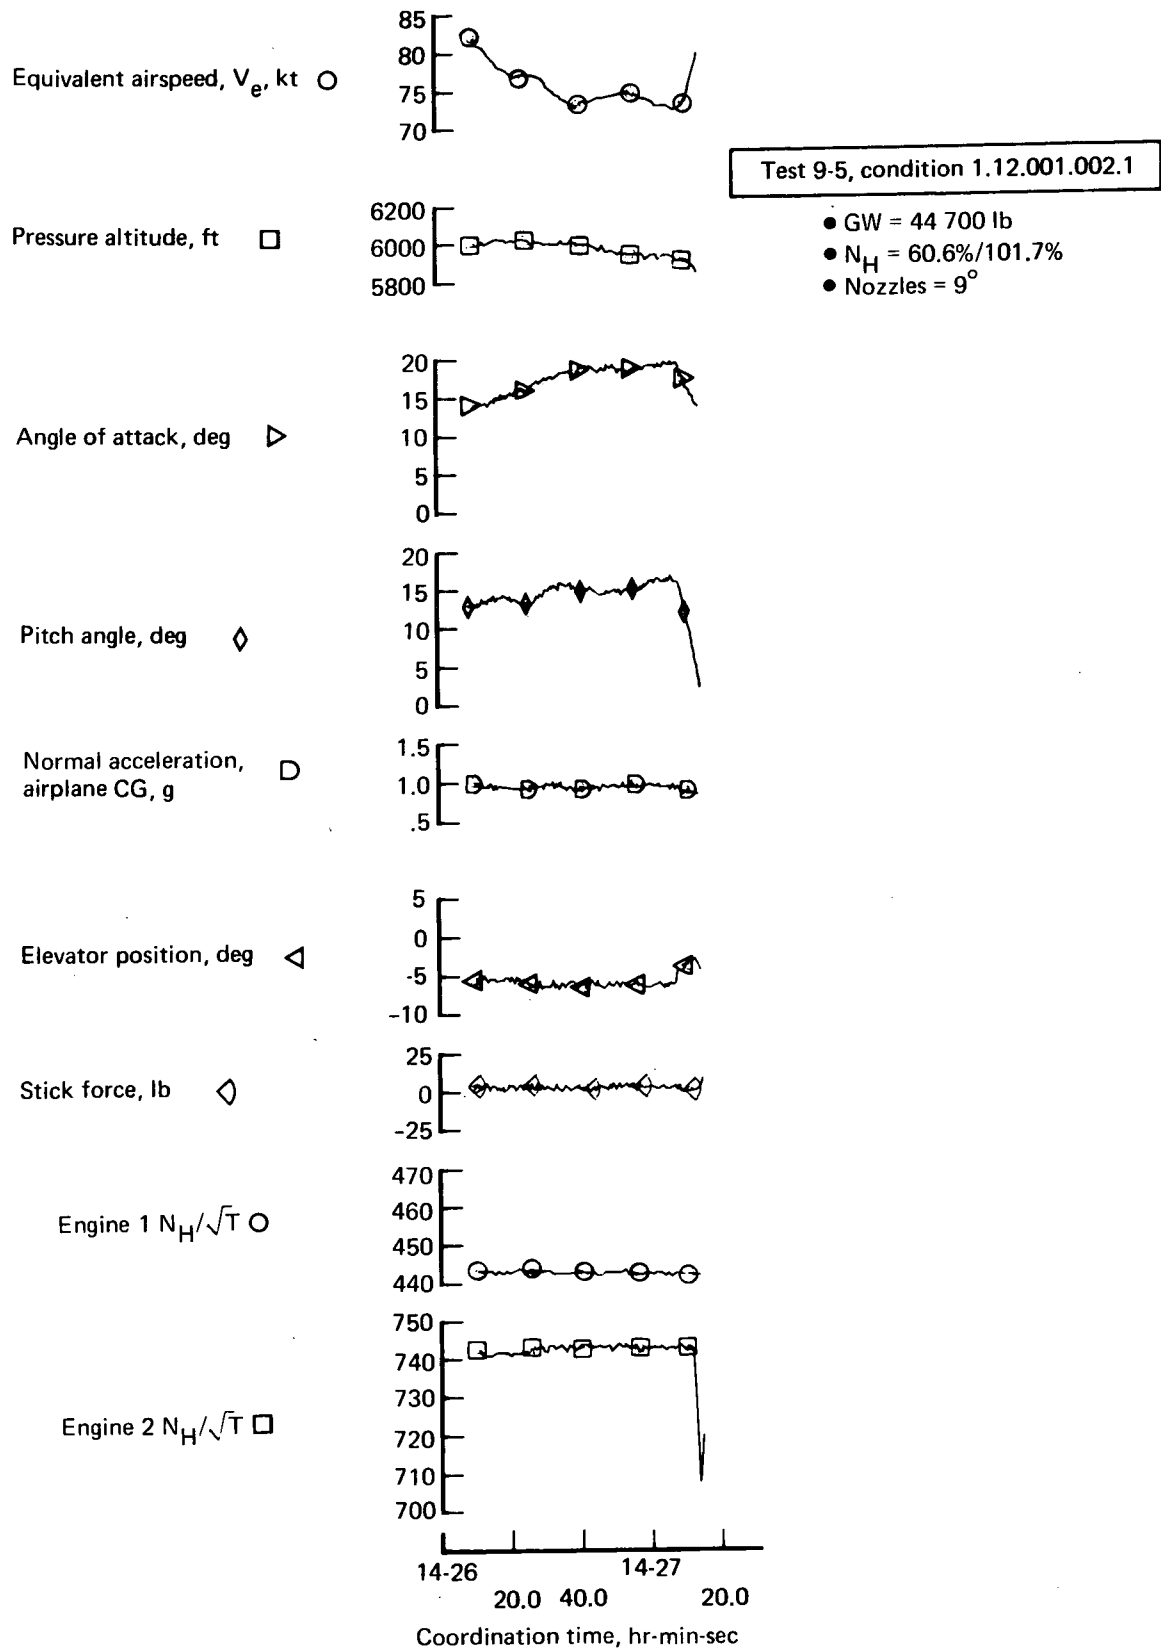 85
80
75
70
Equivalent airspeed, Ve, kt
Test 9-5, condition 1.12.001.002.1
• GW = 44 700 lb
• NH = 60.6%/101.7%
• Nozzles = 9°
6200
6000
5800
Pressure altitude, ft
20
15
10
5
0
Angle of attack, deg
20
15
10
5
0
Pitch angle, deg
1.5
1.0
.5
Normal acceleration,
airplane CG, g
5
0
-5
-10
Elevator position, deg
25
0
-25
Stick force, lb
470
460
450
440
Engine 1 NH/√T
750
740
730
720
710
700
Engine 2 NH/√T
14-26 14-27
20.0 40.0 20.0
Coordination time, hr-min-sec